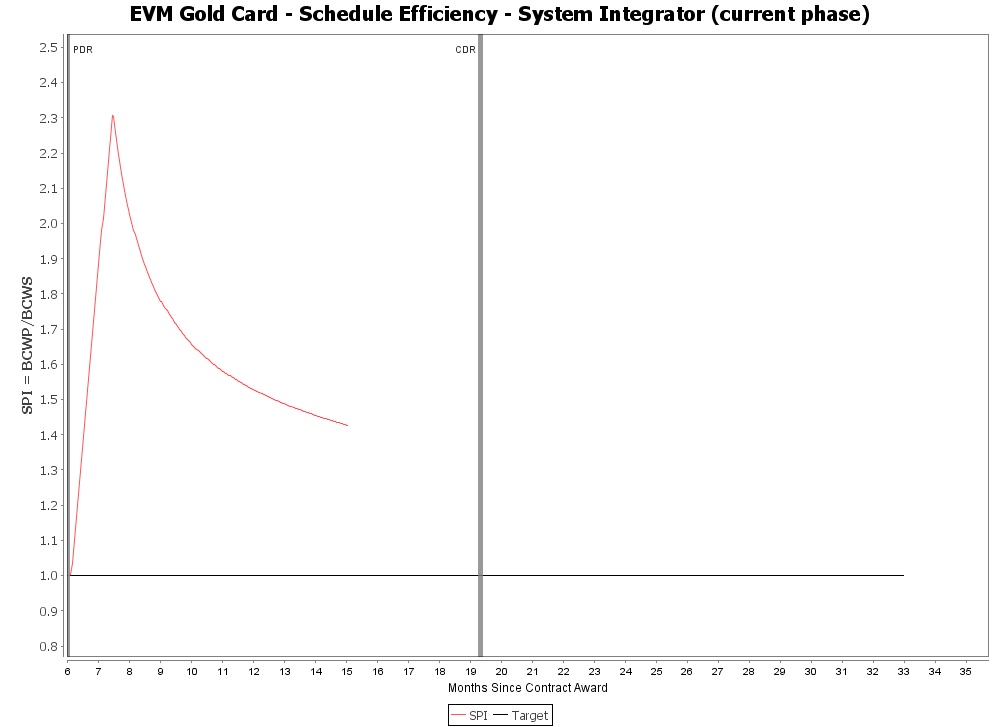 EVM Gold Card - Schedule Efficiency - System Integrator (current phase)
2.5
PDR
CDR
2.4
2.3
2.2
2.1
2.0
1.9
1.8
1.7
1.6
1.5
1.4
1.3
1.2
1.1
1.0
0.9
0.8
SPI = BCWP/BCWS
6 7 8 9 10 11 12 13 14 15 16 17 18 19 20 21 22 23 24 25 26 27 28 29 30 31 32 33 34 35
Months Since Contract Award
SPI Target